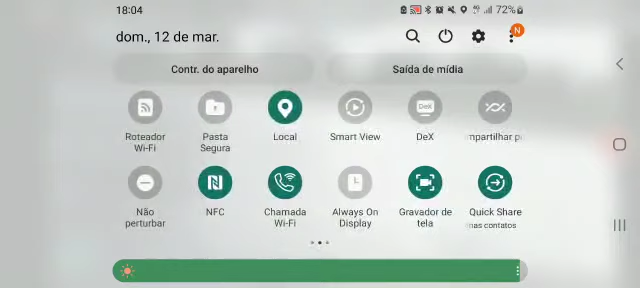 18:04
72%
dom., 12 de mar.
N
Contr. do aparelho
Saída de mídia
Roteador
Wi-Fi
Pasta
Segura
Local
Smart View
DeX
DeX
mpartilhar
Não
perturbar
NFC
Chamada
Wi-Fi
Always On
Display
Gravador de
tela
Quick Share
nas contatos